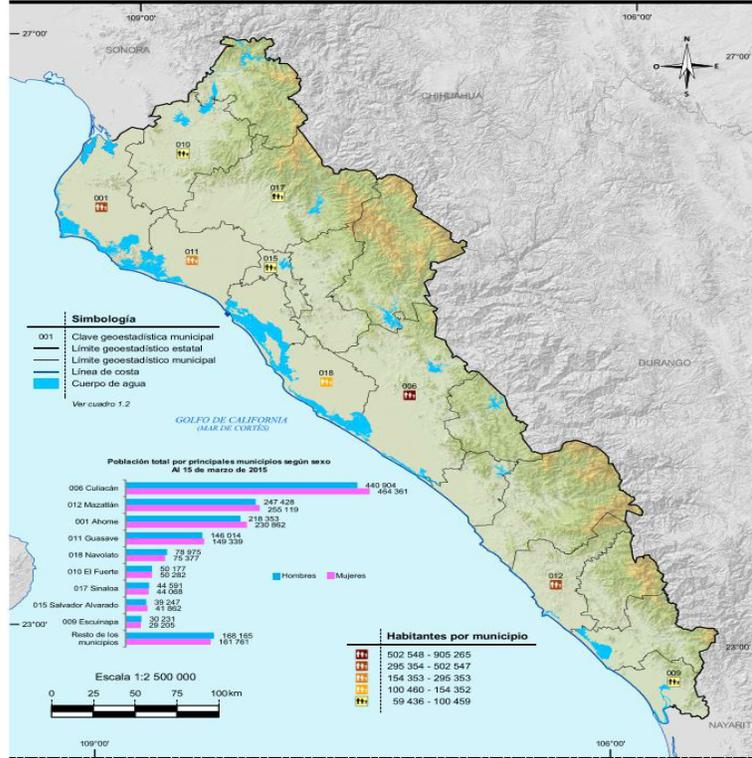 109°00'
106°00'
27°00'
27°00'
SONORA
CHIHUAHUA
N
O
E
S
010
017
001
011
015
018
006
DURANGO
Simbología
001 Clave geoestadística municipal
Límite geoestadístico estatal
Límite geoestadístico municipal
Línea de costa
Cuerpo de agua
Ver cuadro 1.2
GOLFO DE CALIFORNIA
(MAR DE CORTÉS)
Población total por principales municipios según sexo
Al 15 de marzo de 2015
006 Culiacán 440 904
464 361
012 Mazatlán 247 428
255 119
001 Ahome 218 353
230 862
011 Guasave 146 014
149 339
018 Navolato 78 975
75 377
010 El Fuerte 50 177
50 282
017 Sinaloa 44 591
44 068
015 Salvador Alvarado 39 247
41 862
009 Escuinapa 30 231
29 205
Resto de los municipios 168 165
161 761
Hombres Mujeres
012
009
23°00'
23°00'
NAYARIT
Habitantes por municipio
502 548 - 905 265
295 354 - 502 547
154 353 - 295 353
100 460 - 154 352
59 436 - 100 459
Escala 1:2 500 000
0 25 50 75 100 km
109°00'
106°00'